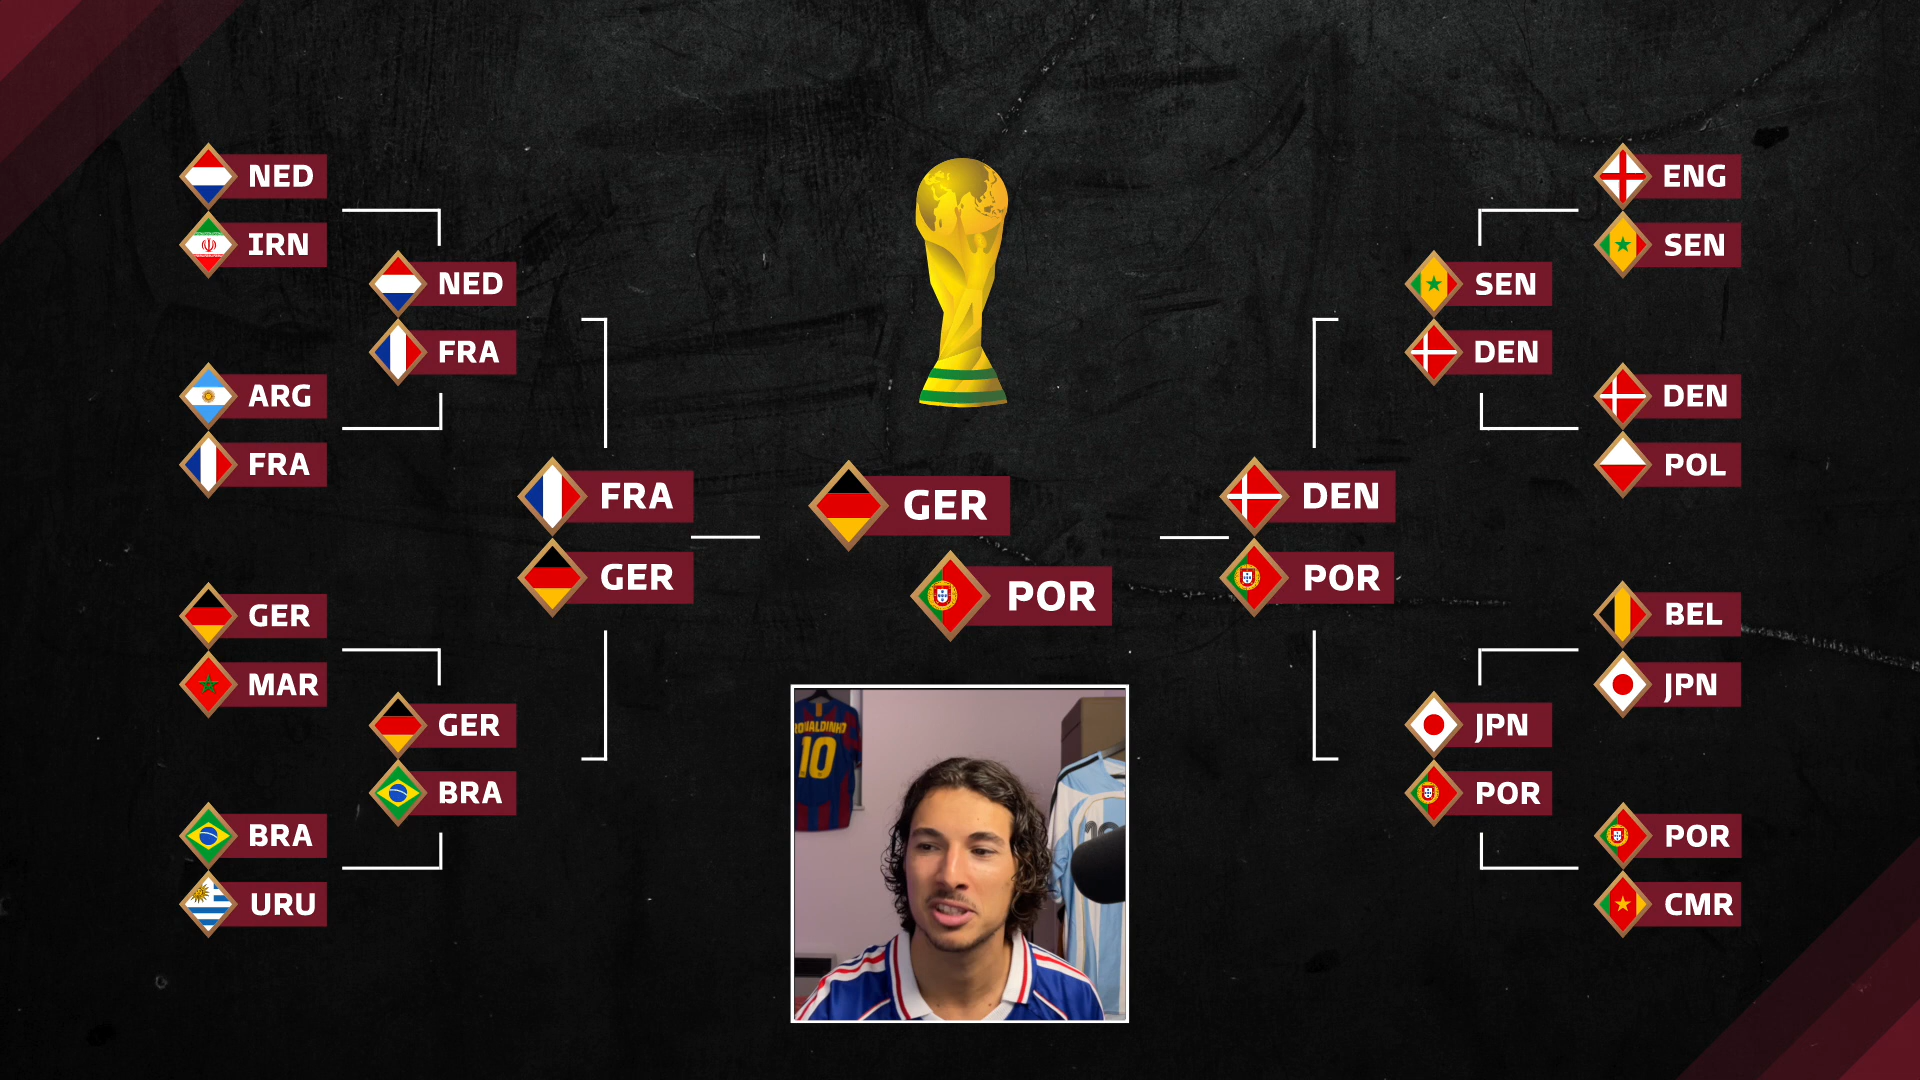 NED
IRN
NED
FRA
ARG
FRA
FRA
GER
GER
MAR
GER
BRA
BRA
URU
GER
POR
ENG
SEN
SEN
DEN
DEN
POL
DEN
POR
BEL
JPN
JPN
POR
POR
CMR
RONALDINHO
10
10